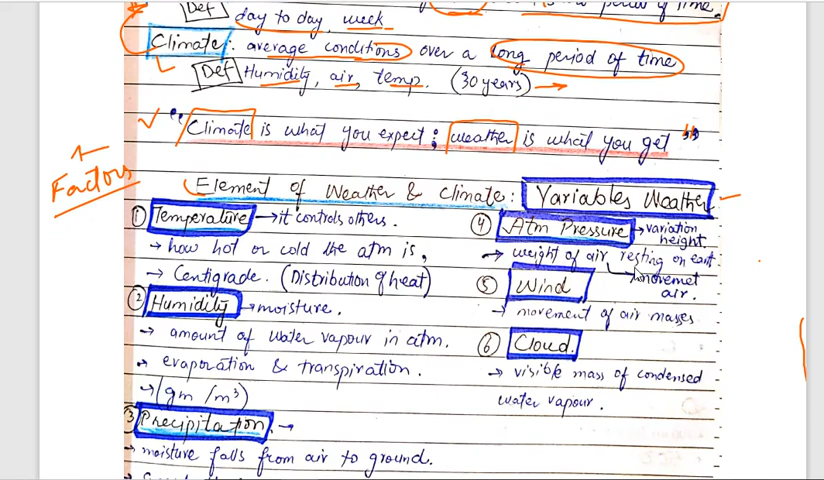 Def day to day, week
Climate : average conditions over a long period of time
Def Humidity, air, temp. (30 years) →
"Climate is what you expect ; weather is what you get"
← Factors
Element of Weather & Climate : Variables Weather
① Temperature → it controls others.
→ how hot or cold the atm is,
→ Centigrade. (Distribution of heat)
② Humidity → moisture.
→ amount of water vapour in atm.
→ evaporation & transpiration.
→ (gm /m³)
③ Precipitation. →
→ moisture falls from air to ground.
④ Atm Pressure → variation
height.
→ weight of air resting on eart
→ movemet
air.
⑤ Wind
→ movement of air masses
⑥ Cloud.
→ visible mass of condensed
water vapour.